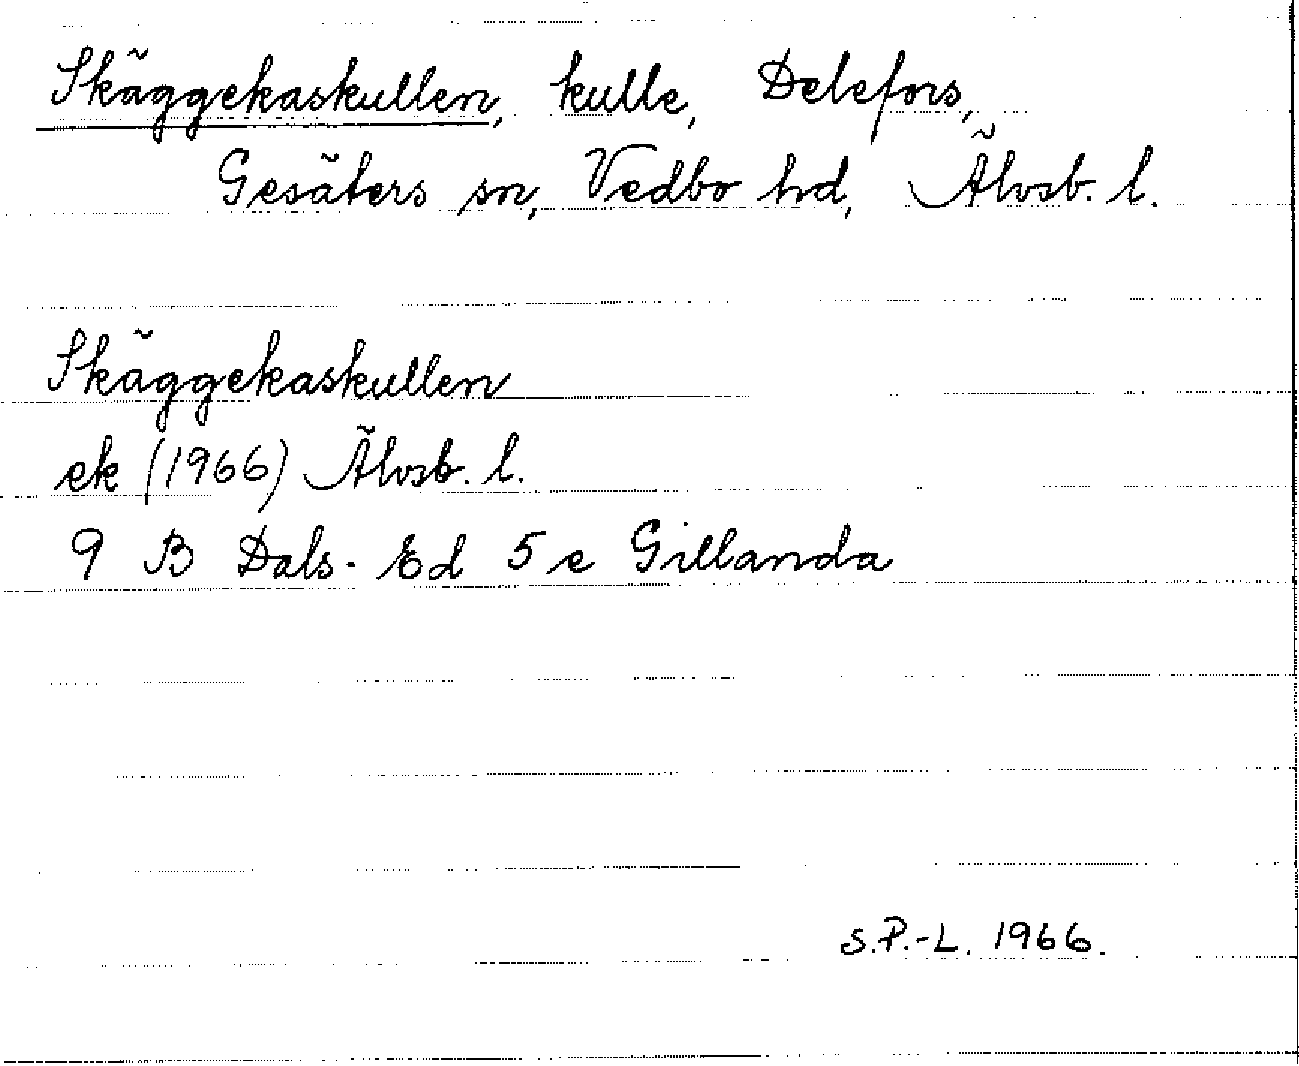 Skäggekaskullen, kulle, Delefors,
Gesäters sn, Vedbo hd, Älvsb. l.
Skäggekaskullen
ek (1966) Älvsb. l.
9 B Dals-Ed 5 e Gillanda
S.P.-L. 1966.